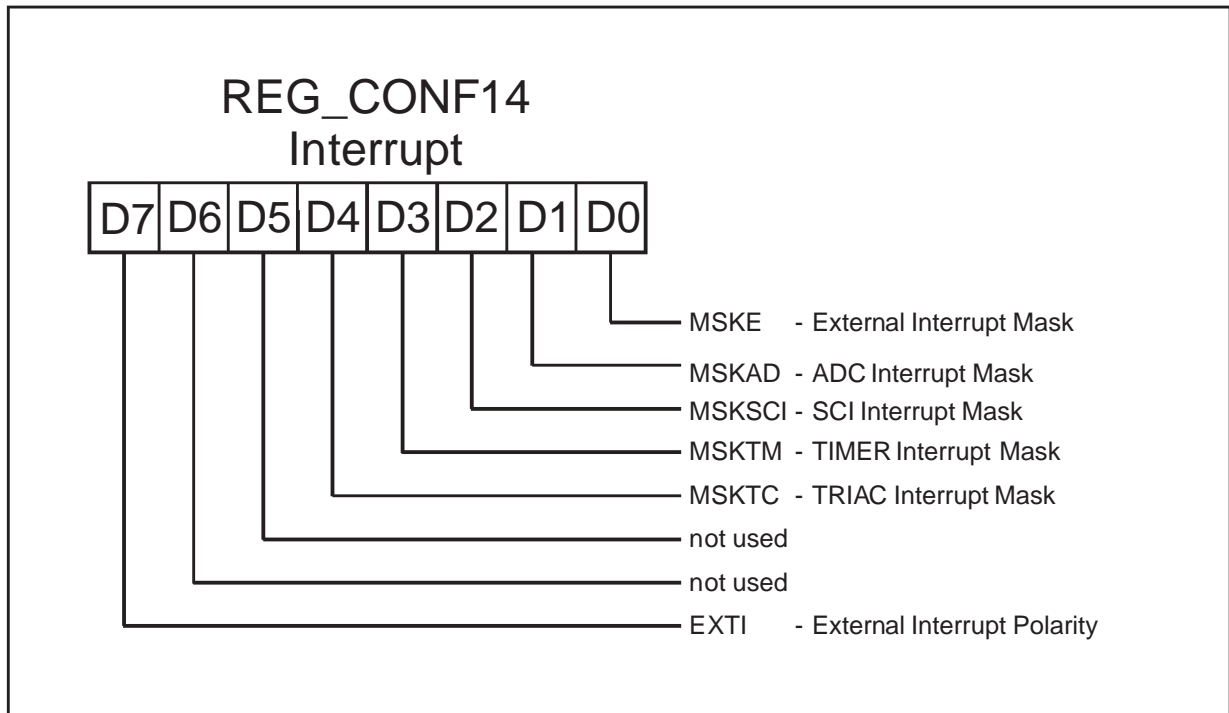 REG_CONF14
Interrupt
D7 D6 D5 D4 D3 D2 D1 D0
MSKE - External Interrupt Mask
MSKAD - ADC Interrupt Mask
MSKSCI - SCI Interrupt Mask
MSKTM - TIMER Interrupt Mask
MSKTC - TRIAC Interrupt Mask
not used
not used
EXTI - External Interrupt Polarity